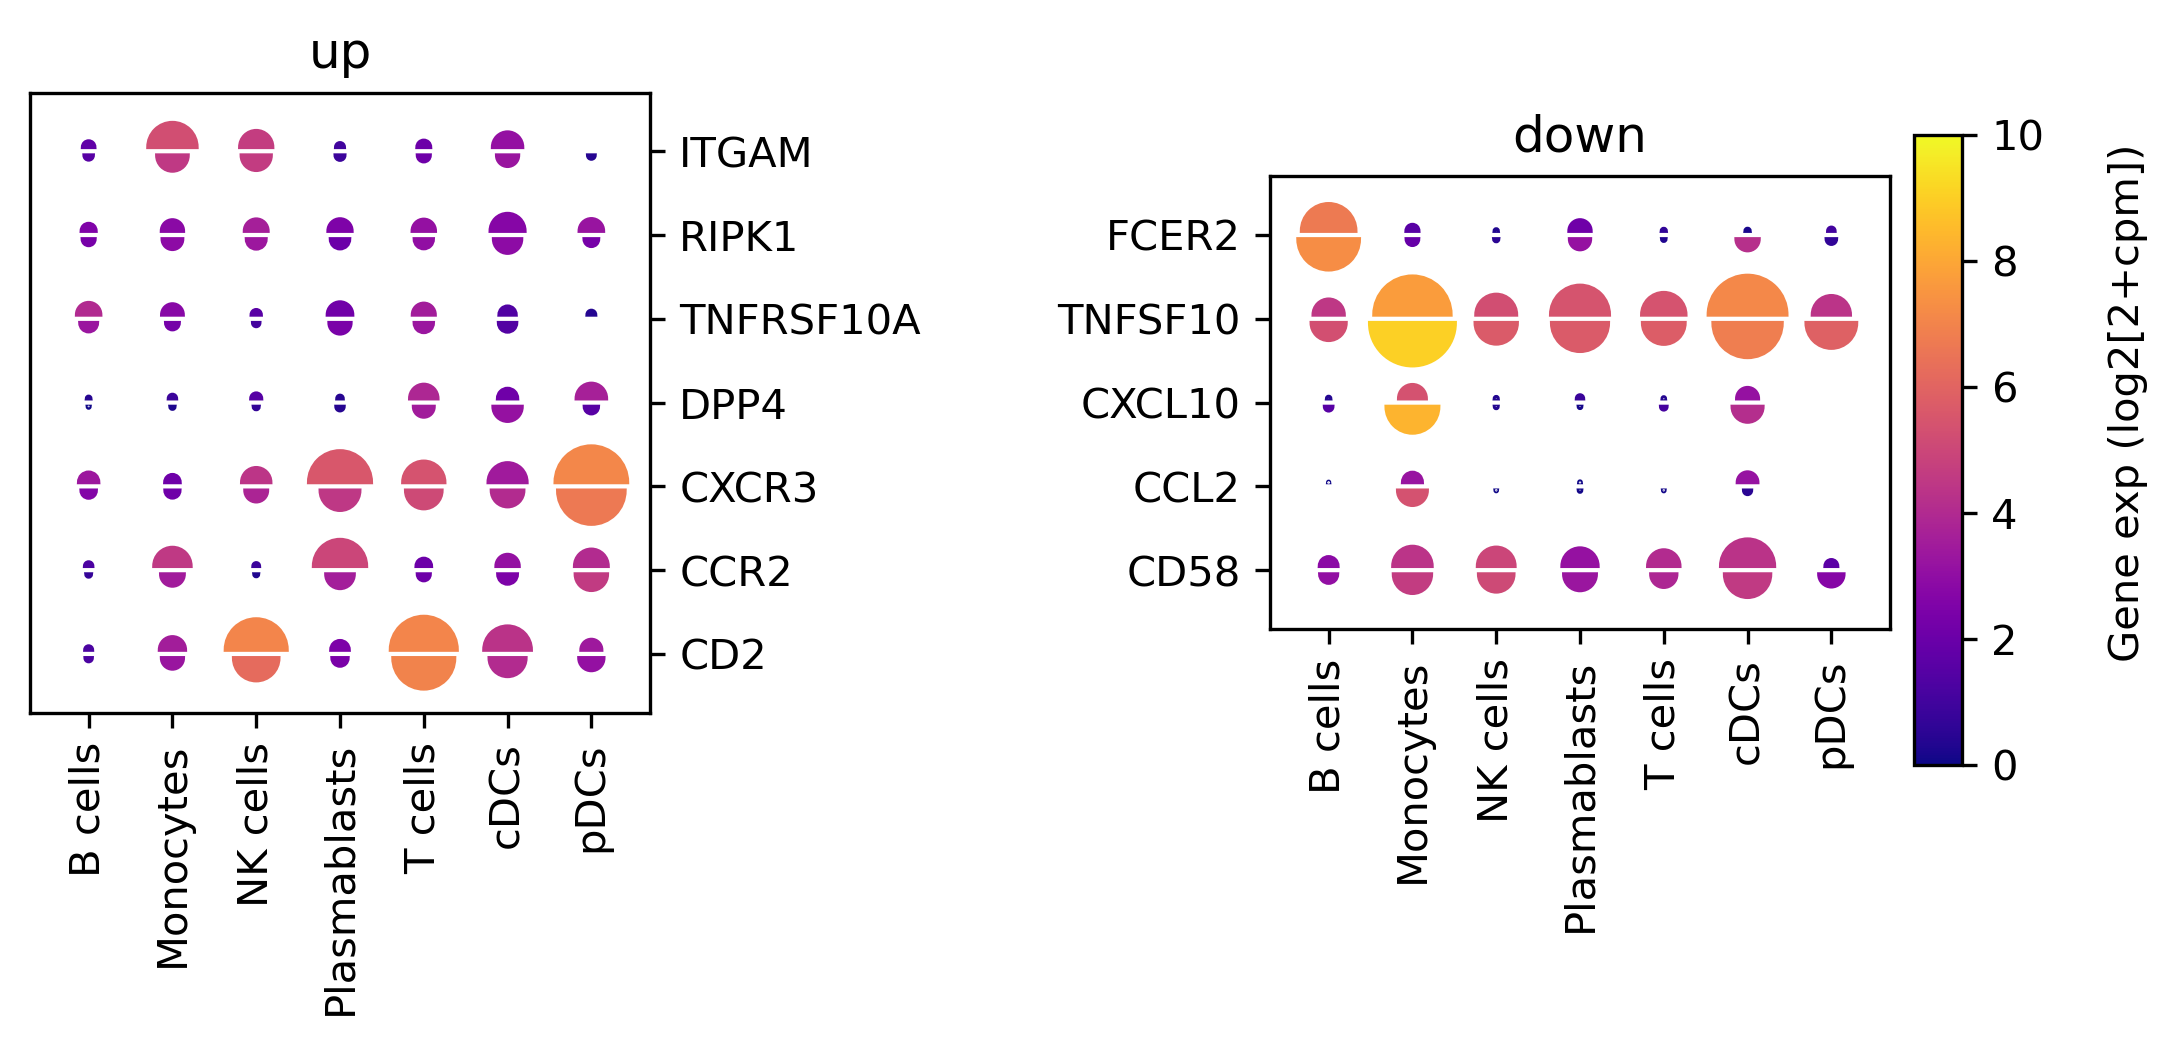 up
ITGAM
RIPK1
TNFRSF10A
DPP4
CXCR3
CCR2
CD2
B cells
Monocytes
NK cells
Plasmablasts
T cells
cDCs
pDCs
down
FCER2
TNFSF10
CXCL10
CCL2
CD58
B cells
Monocytes
NK cells
Plasmablasts
T cells
cDCs
pDCs
10
8
6
4
2
0
Gene exp (log2[2+cpm])